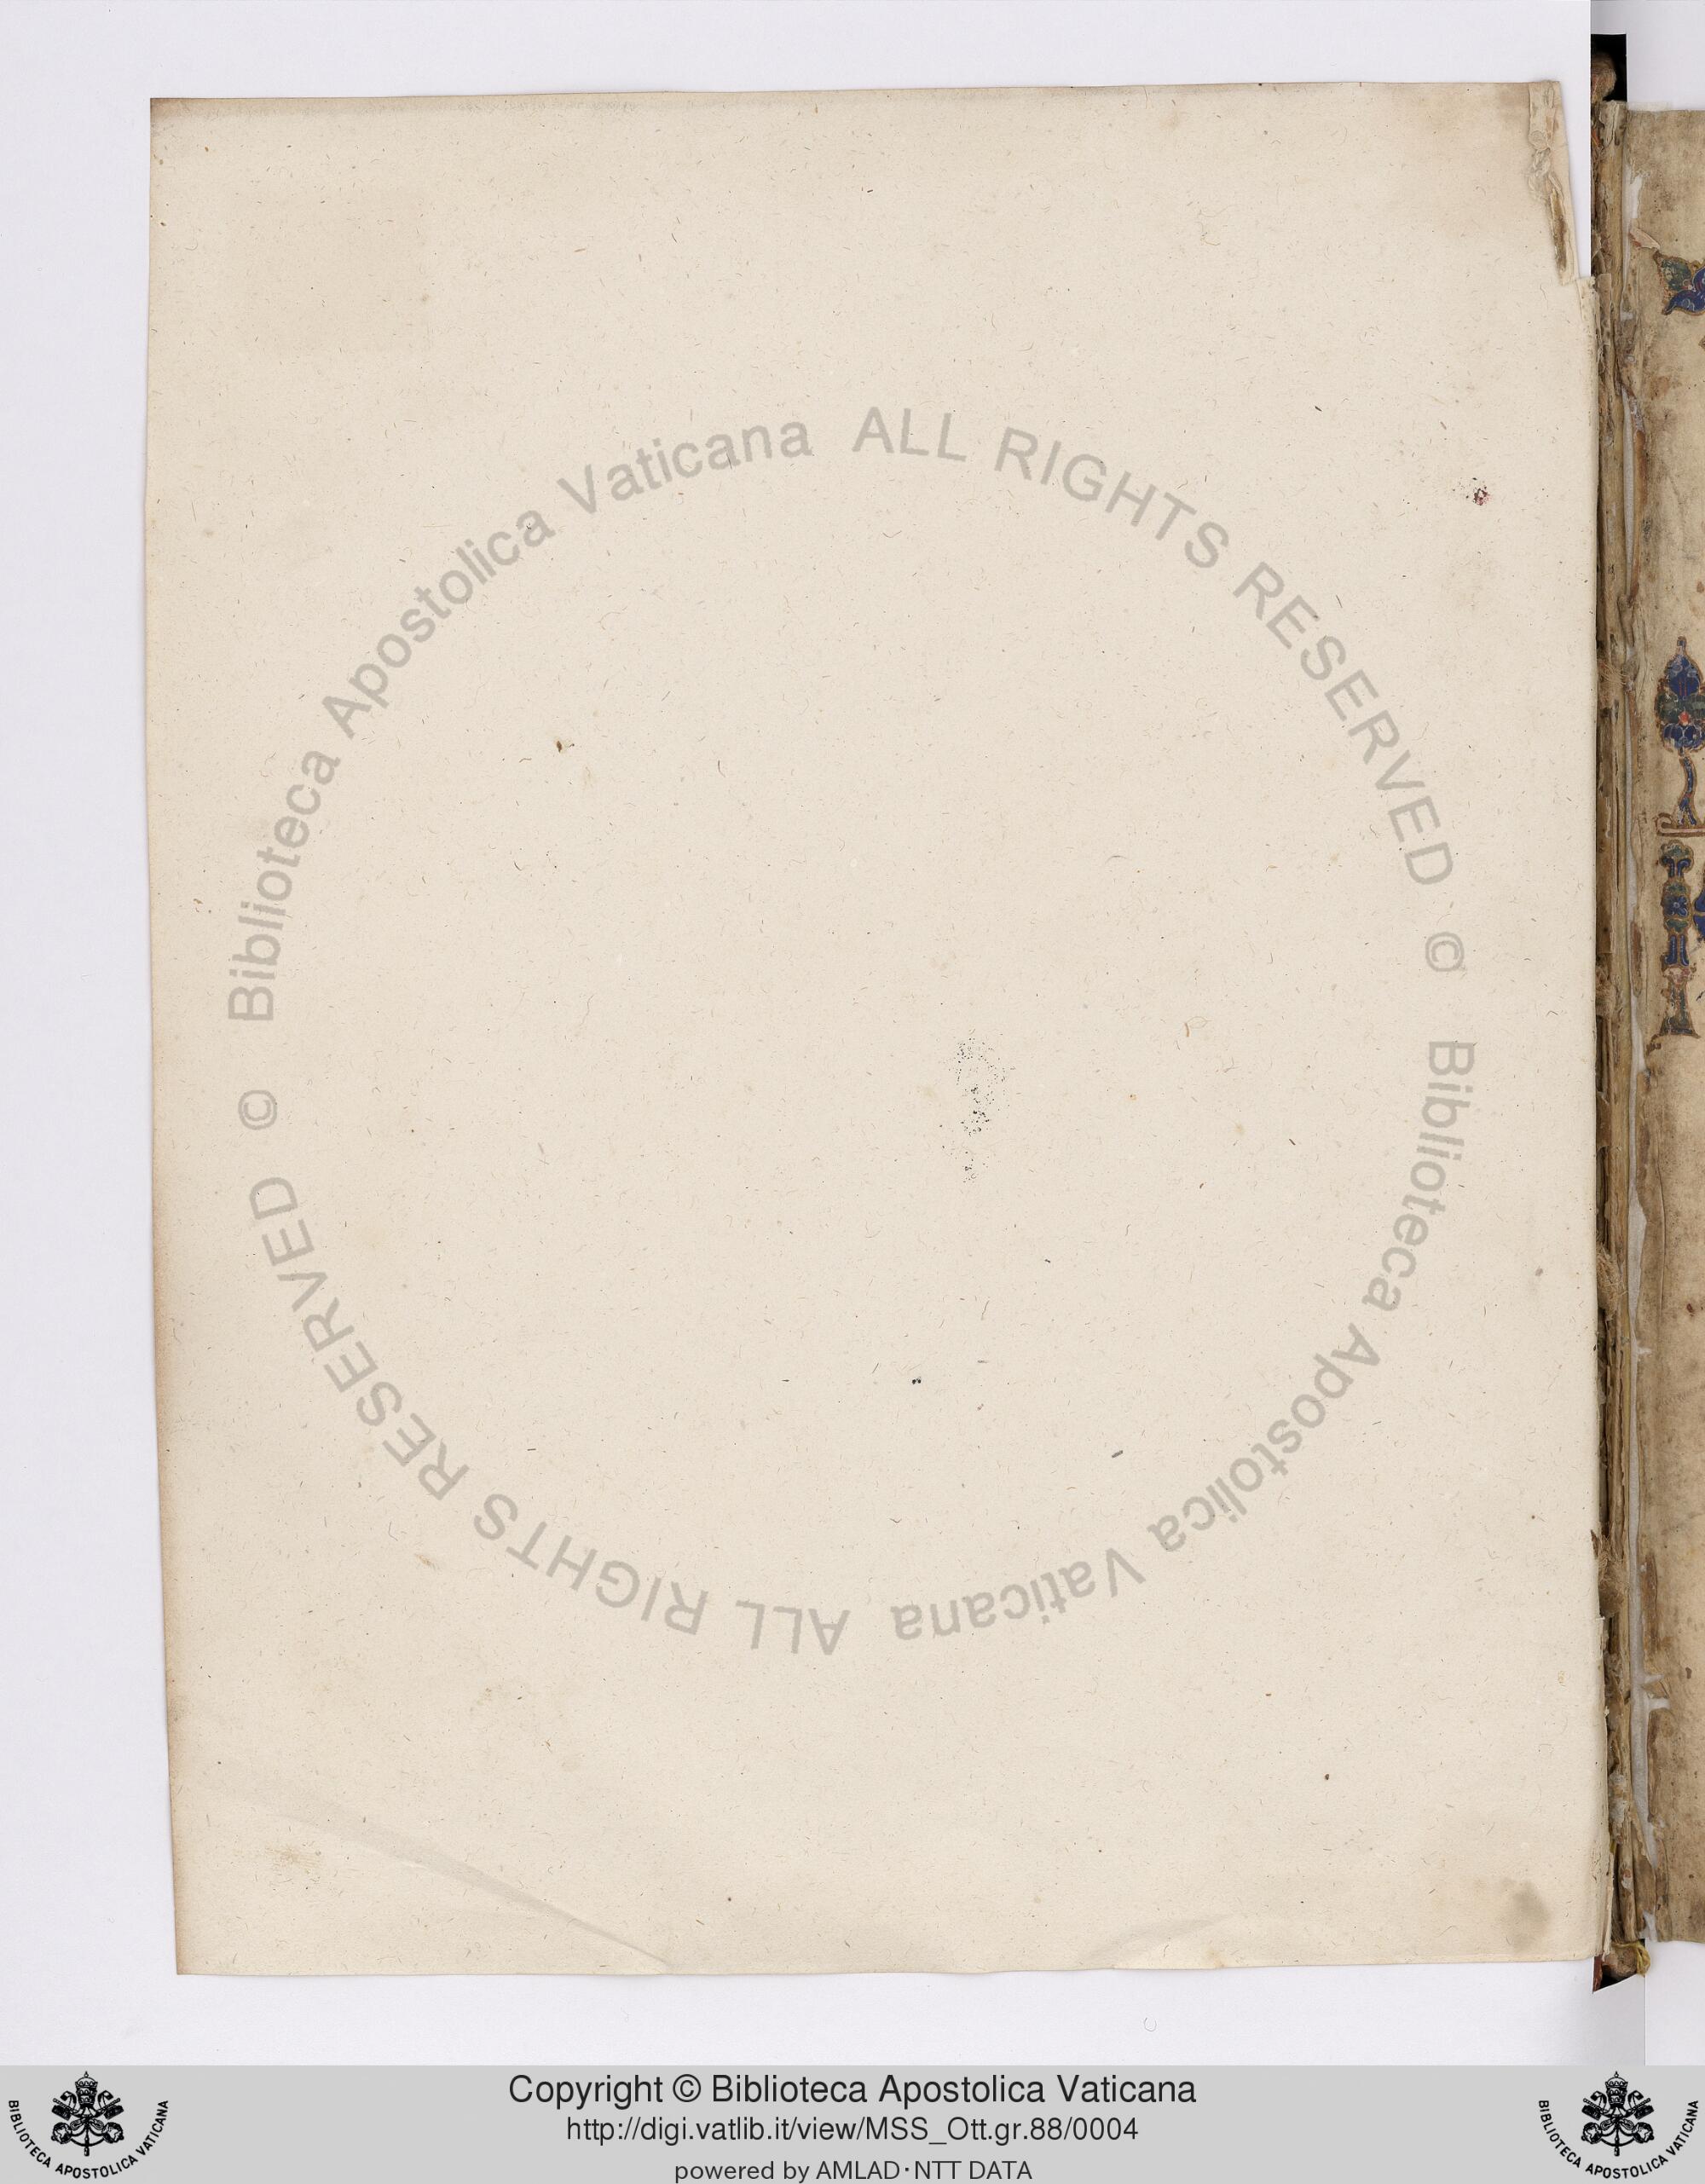 © Biblioteca Apostolica Vaticana ALL RIGHTS RESERVED
© Biblioteca Apostolica Vaticana ALL RIGHTS RESERVED
Copyright © Biblioteca Apostolica Vaticana
http://digi.vatlib.it/view/MSS_Ott.gr.88/0004
powered by AMLAD·NTT DATA
BIBLIOTECA APOSTOLICA VATICANA
BIBLIOTECA APOSTOLICA VATICANA